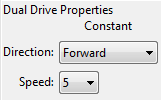 Dual Drive Properties
Constant
Direction: Forward
Speed: 5